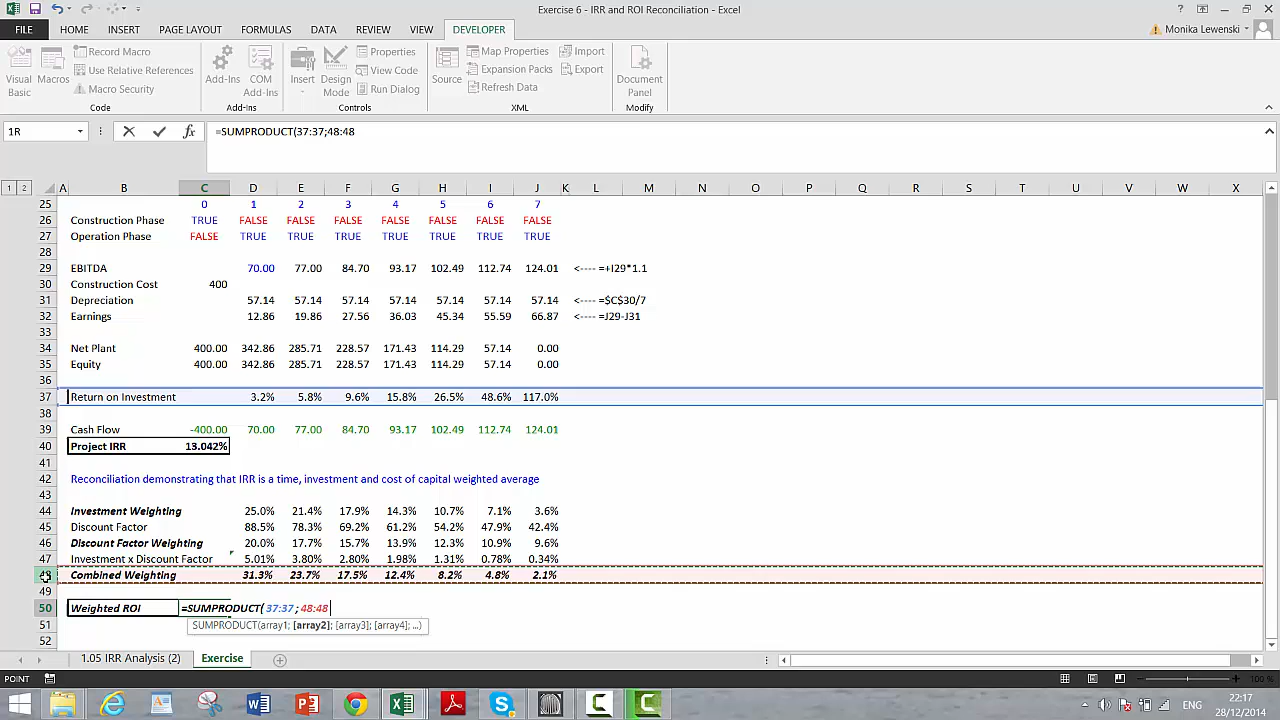 Exercise 6 - IRR and ROI Reconciliation - Excel
FILE HOME INSERT PAGE LAYOUT FORMULAS DATA REVIEW VIEW DEVELOPER Monika Lewenski
Visual Basic
Macros
Record Macro
Use Relative References
Macro Security
Code
Add-Ins
COM Add-Ins
Add-Ins
Insert
Design Mode
Properties
View Code
Run Dialog
Controls
Source
Map Properties
Expansion Packs
Refresh Data
Import
Export
XML
Document Panel
Modify
1R fx =SUMPRODUCT(37:37;48:48
1 2 A B C D E F G H I J K L M N O P Q R S T U V W X
25 0 1 2 3 4 5 6 7
26 Construction Phase TRUE FALSE FALSE FALSE FALSE FALSE FALSE FALSE
27 Operation Phase FALSE TRUE TRUE TRUE TRUE TRUE TRUE TRUE
28
29 EBITDA 70.00 77.00 84.70 93.17 102.49 112.74 124.01 <---- =+I29*1.1
30 Construction Cost 400
31 Depreciation 57.14 57.14 57.14 57.14 57.14 57.14 57.14 <---- =$C$30/7
32 Earnings 12.86 19.86 27.56 36.03 45.34 55.59 66.87 <---- =J29-J31
33
34 Net Plant 400.00 342.86 285.71 228.57 171.43 114.29 57.14 0.00
35 Equity 400.00 342.86 285.71 228.57 171.43 114.29 57.14 0.00
36
37 Return on Investment 3.2% 5.8% 9.6% 15.8% 26.5% 48.6% 117.0%
38
39 Cash Flow -400.00 70.00 77.00 84.70 93.17 102.49 112.74 124.01
40 Project IRR 13.042%
41
42 Reconciliation demonstrating that IRR is a time, investment and cost of capital weighted average
43
44 Investment Weighting 25.0% 21.4% 17.9% 14.3% 10.7% 7.1% 3.6%
45 Discount Factor 88.5% 78.3% 69.2% 61.2% 54.2% 47.9% 42.4%
46 Discount Factor Weighting 20.0% 17.7% 15.7% 13.9% 12.3% 10.9% 9.6%
47 Investment x Discount Factor 5.01% 3.80% 2.80% 1.98% 1.31% 0.78% 0.34%
48 Combined Weighting 31.3% 23.7% 17.5% 12.4% 8.2% 4.8% 2.1%
49
50 Weighted ROI =SUMPRODUCT(37:37;48:48
51 SUMPRODUCT(array1; [array2]; [array3]; [array4]; ...)
52
1.05 IRR Analysis (2) Exercise
POINT 100 %
ENG 22:17
28/12/2014